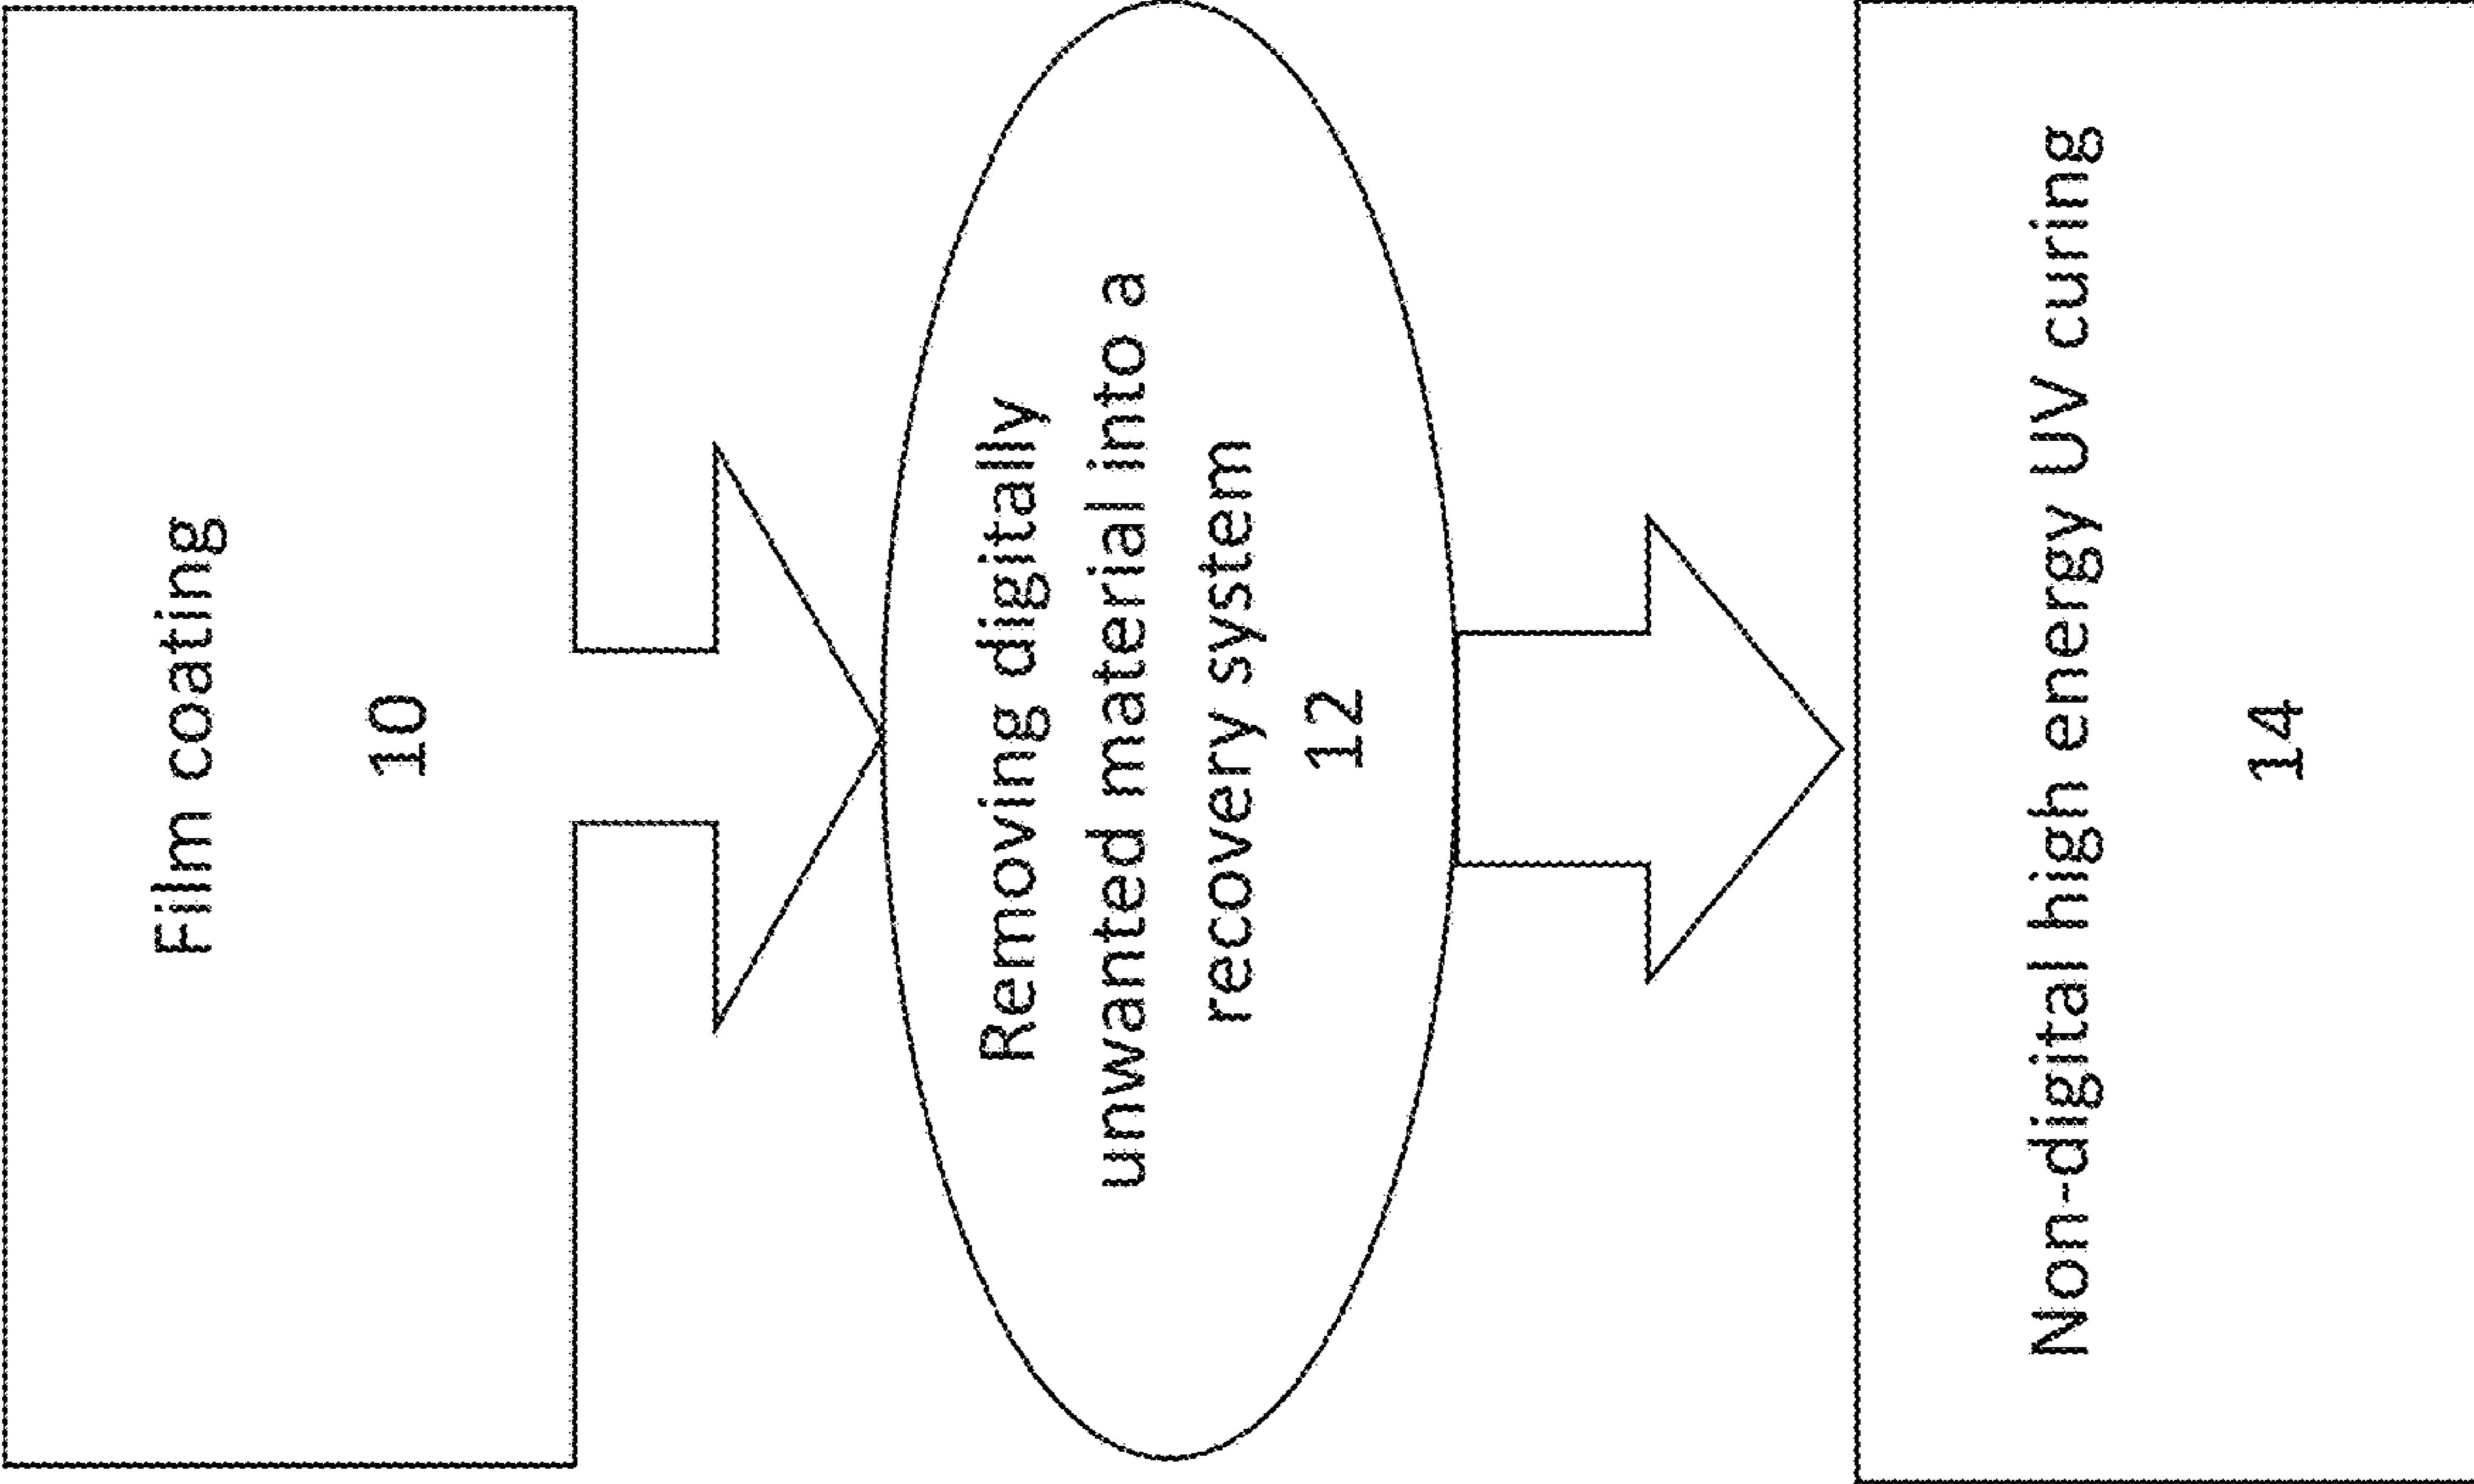 Film coating
10
Removing digitally
unwanted material into a
recovery system
12
Non-digital high energy UV curing
14